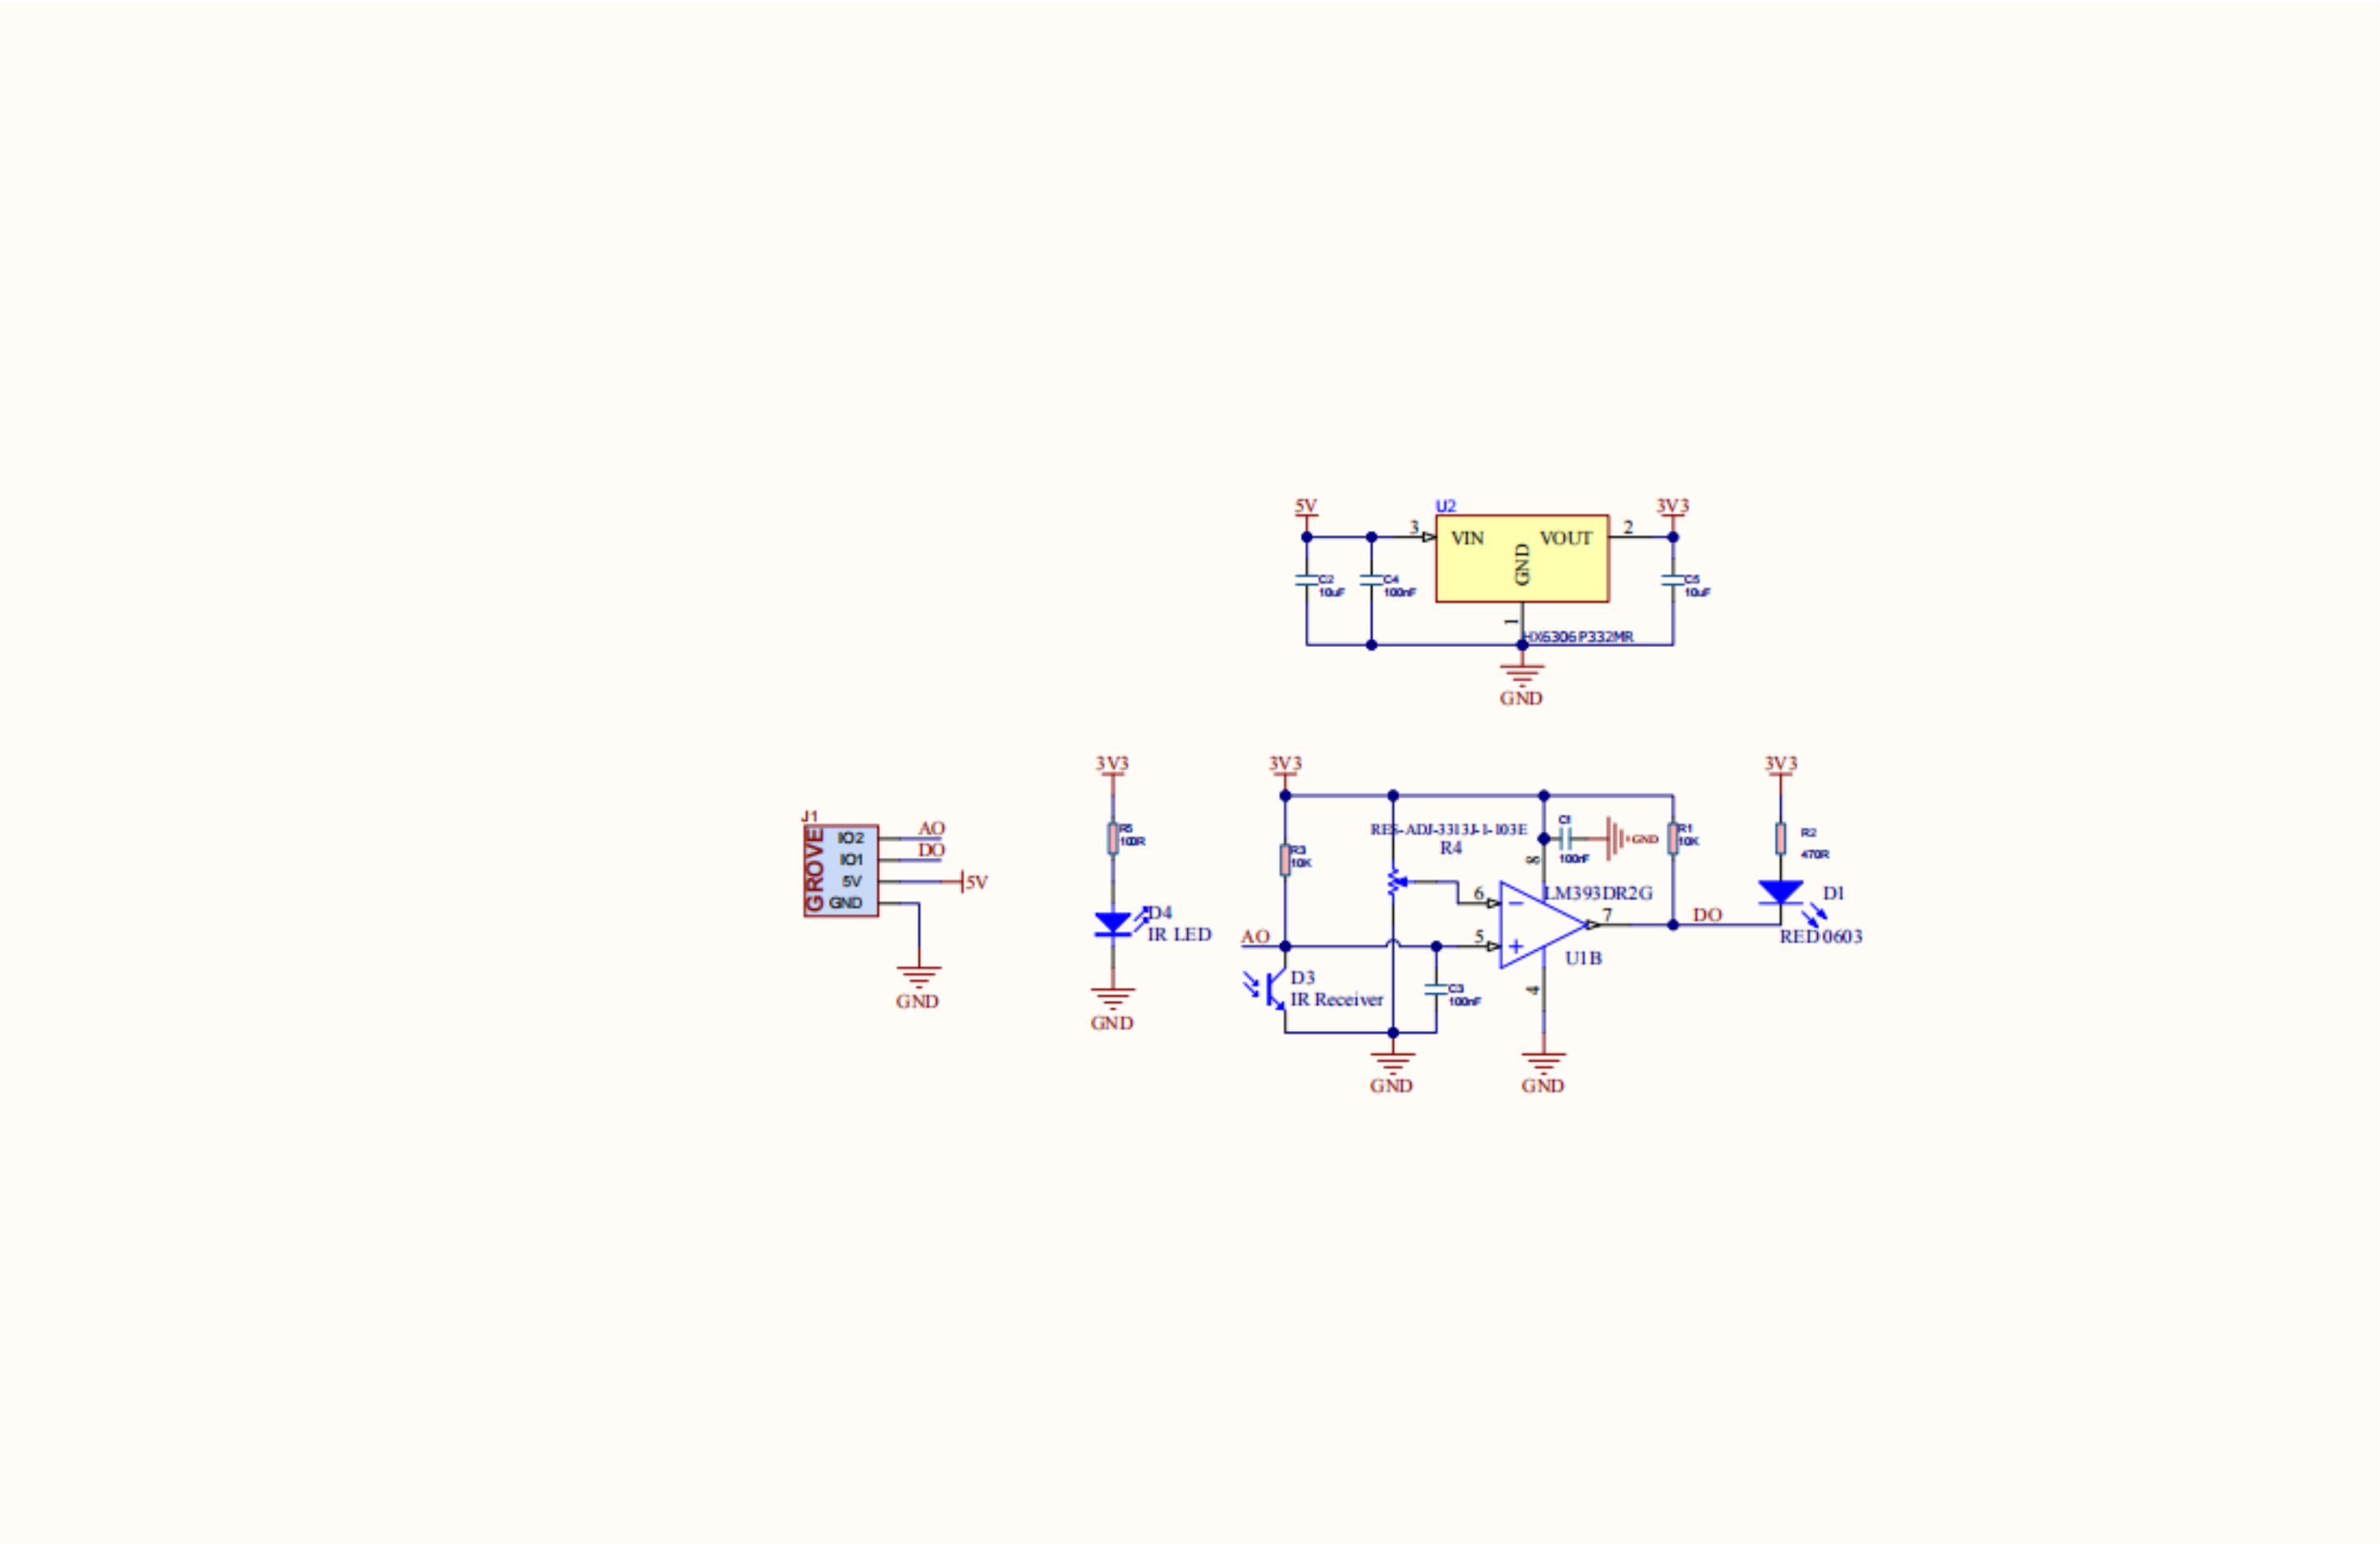 5V
U2
3V3
3
VIN
VOUT
2
GND
C2
10uF
C4
100nF
C5
10uF
1
HX6306P332MR
GND
3V3
3V3
3V3
J1
GROVE
IO2
AO
IO1
DO
5V
5V
GND
GND
R5
100R
D4
IR LED
GND
RES-ADJ-3313J-1-103E
R4
R3
10K
C1
100nF
GND
R1
10K
R2
470R
8
6
LM393DR2G
7
DO
D1
RED 0603
AO
5
U1B
D3
IR Receiver
C3
100nF
4
GND
GND